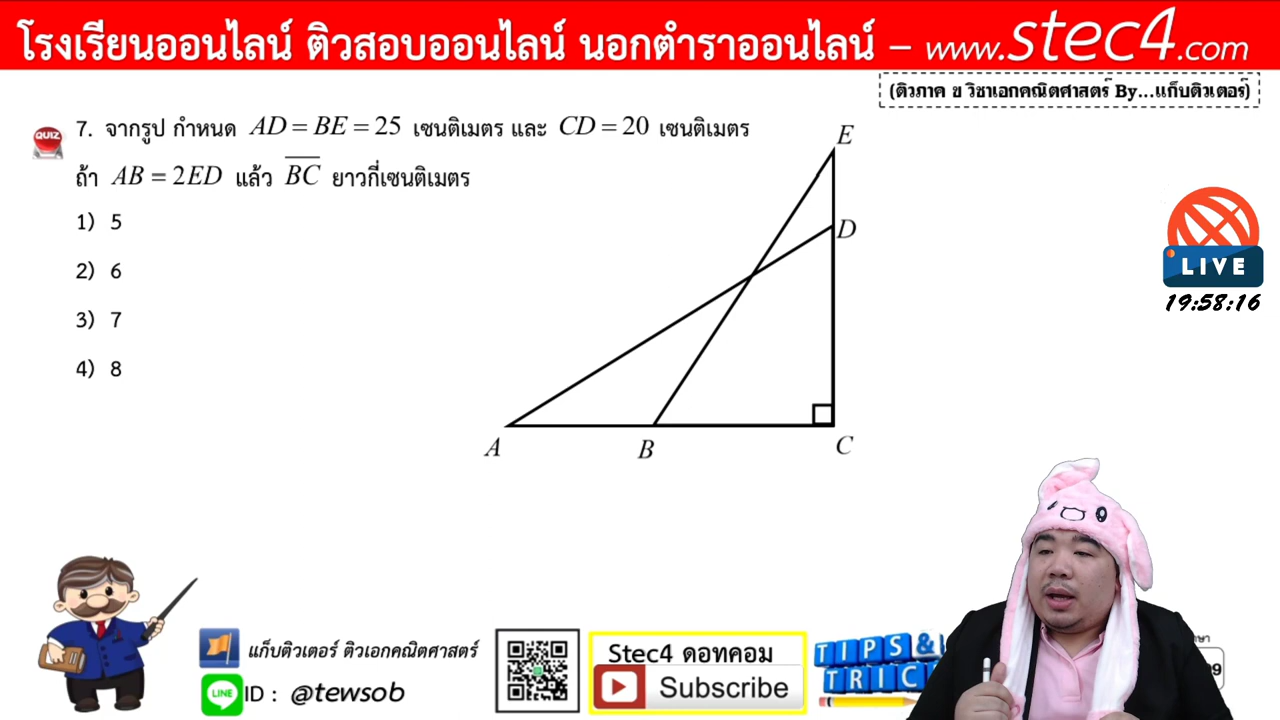 โรงเรียนออนไลน์ ติวสอบออนไลน์ นอกตำราออนไลน์ – www.stec4.com
(ติวภาค ข วิชาเอกคณิตศาสตร์ By...แก็บติวเตอร์)
QUIZ
7. จากรูป กำหนด AD = BE = 25 เซนติเมตร และ CD = 20 เซนติเมตร
ถ้า AB = 2ED แล้ว \overline{BC} ยาวกี่เซนติเมตร
1) 5
2) 6
3) 7
4) 8
E
D
A
B
C
LIVE
19:58:16
แก็บติวเตอร์ ติวเอกคณิตศาสตร์
LINE ID : @tewsob
Stec4 ดอทคอม
Subscribe
TIPS &
TRIC